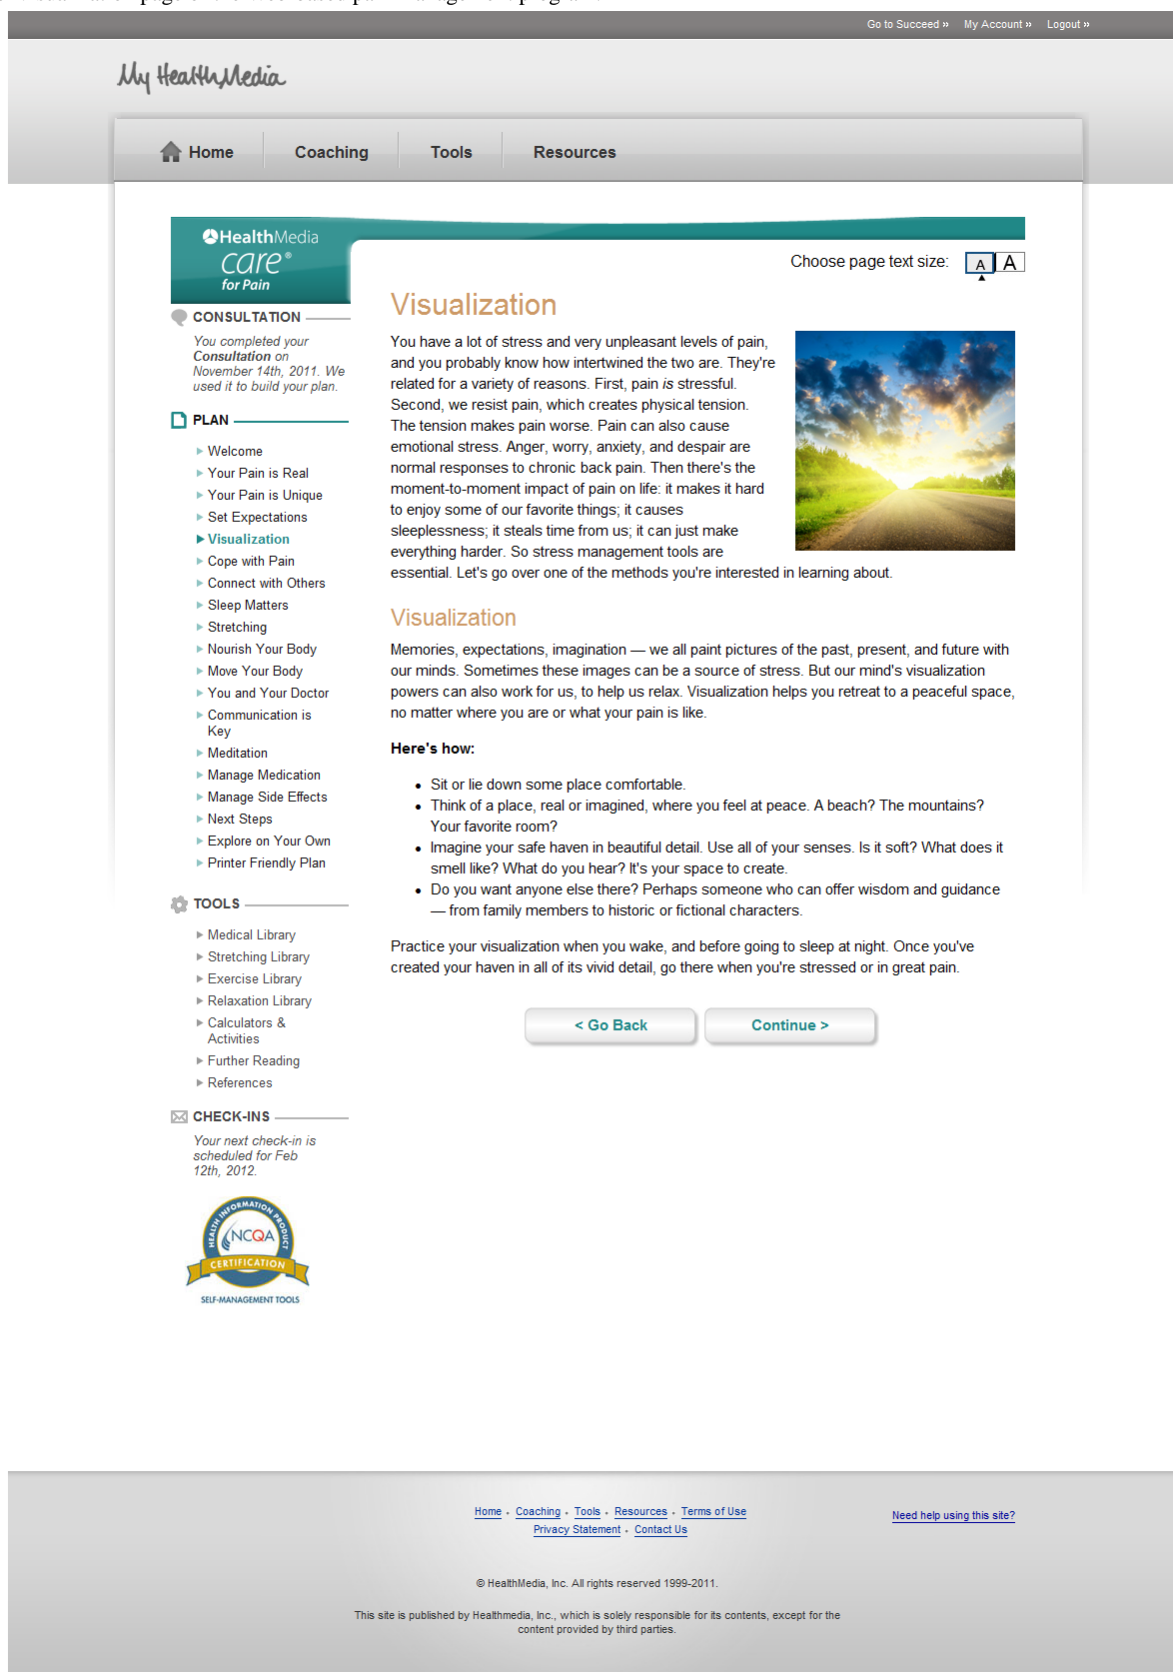 Go to Succeed » My Account » Logout »
My HealthMedia
Home Coaching Tools Resources
HealthMedia
care®
for Pain
Choose page text size: A A
CONSULTATION
You completed your
Consultation on
November 14th, 2011. We
used it to build your plan.
PLAN
Welcome
Your Pain is Real
Your Pain is Unique
Set Expectations
Visualization
Cope with Pain
Connect with Others
Sleep Matters
Stretching
Nourish Your Body
Move Your Body
You and Your Doctor
Communication is
Key
Meditation
Manage Medication
Manage Side Effects
Next Steps
Explore on Your Own
Printer Friendly Plan
TOOLS
Medical Library
Stretching Library
Exercise Library
Relaxation Library
Calculators &
Activities
Further Reading
References
CHECK-INS
Your next check-in is
scheduled for Feb
12th, 2012.
HEALTH INFORMATION PRODUCT
NCQA
CERTIFICATION
SELF-MANAGEMENT TOOLS
Visualization
You have a lot of stress and very unpleasant levels of pain,
and you probably know how intertwined the two are. They're
related for a variety of reasons. First, pain is stressful.
Second, we resist pain, which creates physical tension.
The tension makes pain worse. Pain can also cause
emotional stress. Anger, worry, anxiety, and despair are
normal responses to chronic back pain. Then there's the
moment-to-moment impact of pain on life: it makes it hard
to enjoy some of our favorite things; it causes
sleeplessness; it steals time from us; it can just make
everything harder. So stress management tools are
essential. Let's go over one of the methods you're interested in learning about.
Visualization
Memories, expectations, imagination — we all paint pictures of the past, present, and future with
our minds. Sometimes these images can be a source of stress. But our mind's visualization
powers can also work for us, to help us relax. Visualization helps you retreat to a peaceful space,
no matter where you are or what your pain is like.
Here's how:
• Sit or lie down some place comfortable.
• Think of a place, real or imagined, where you feel at peace. A beach? The mountains?
Your favorite room?
• Imagine your safe haven in beautiful detail. Use all of your senses. Is it soft? What does it
smell like? What do you hear? It's your space to create.
• Do you want anyone else there? Perhaps someone who can offer wisdom and guidance
— from family members to historic or fictional characters.
Practice your visualization when you wake, and before going to sleep at night. Once you've
created your haven in all of its vivid detail, go there when you're stressed or in great pain.
< Go Back Continue >
Home • Coaching • Tools • Resources • Terms of Use
Privacy Statement • Contact Us
Need help using this site?
© HealthMedia, Inc. All rights reserved 1999-2011.
This site is published by Healthmedia, Inc., which is solely responsible for its contents, except for the
content provided by third parties.